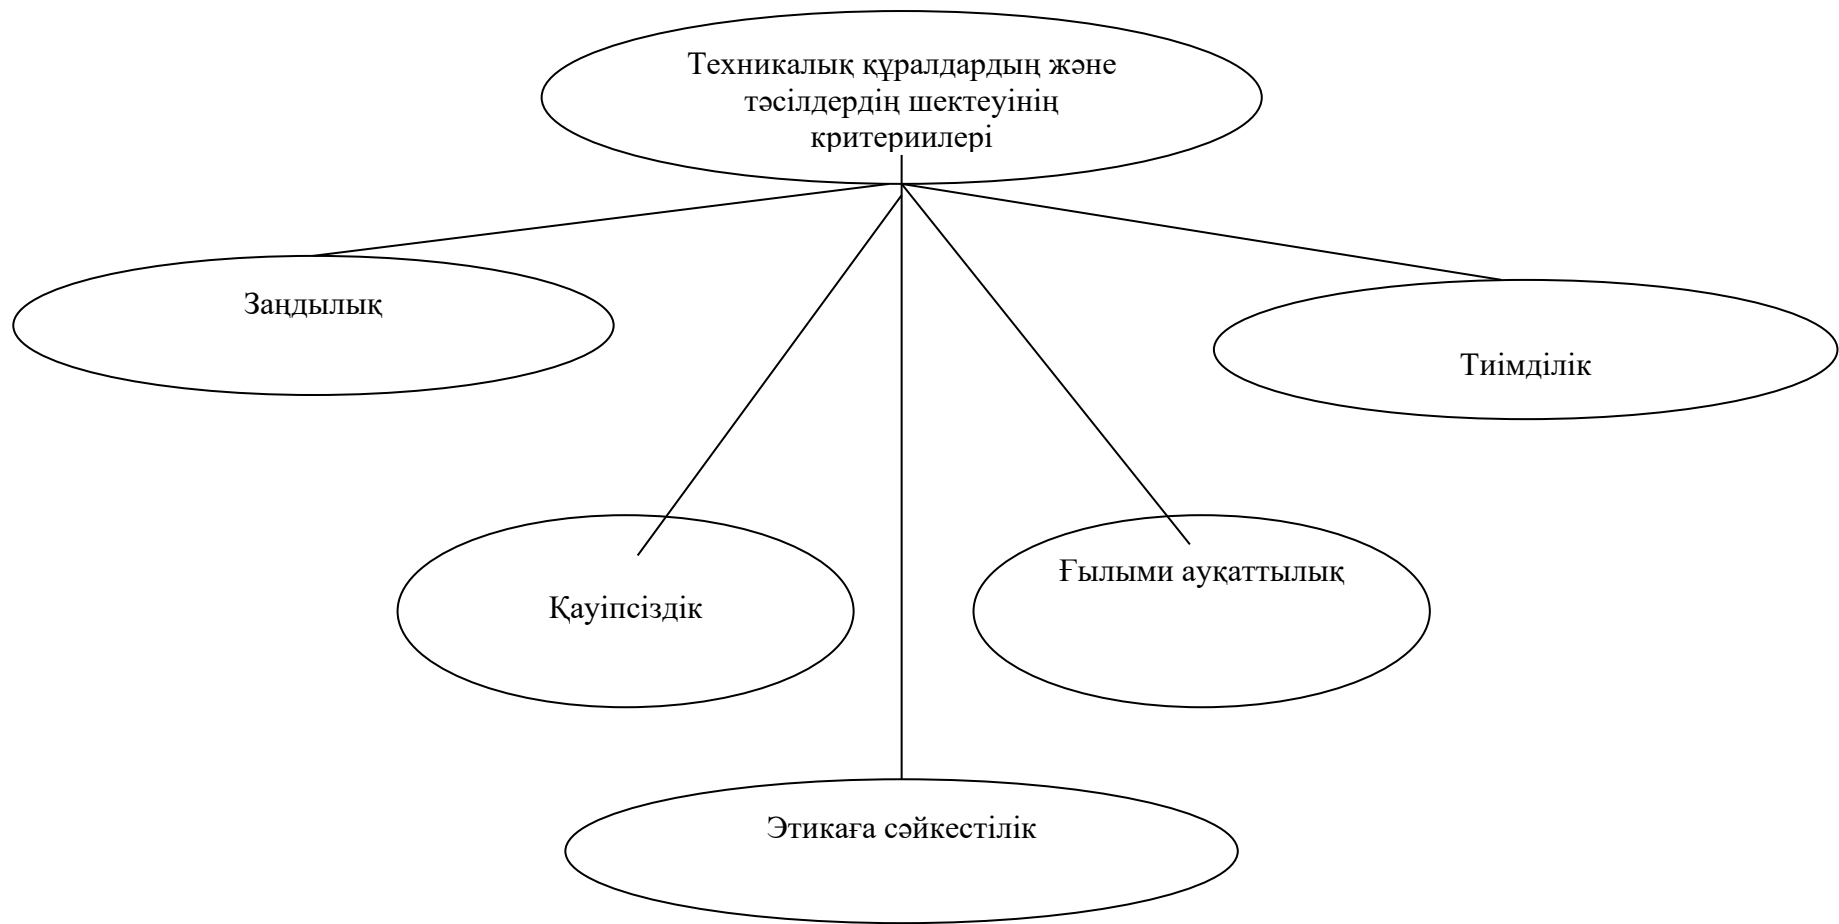 Техникалық құралдардың және
тәсілдердің шектеуінің
критериилері
Заңдылық
Тиімділік
Қауіпсіздік
Ғылыми ауқаттылық
Этикаға сәйкестілік